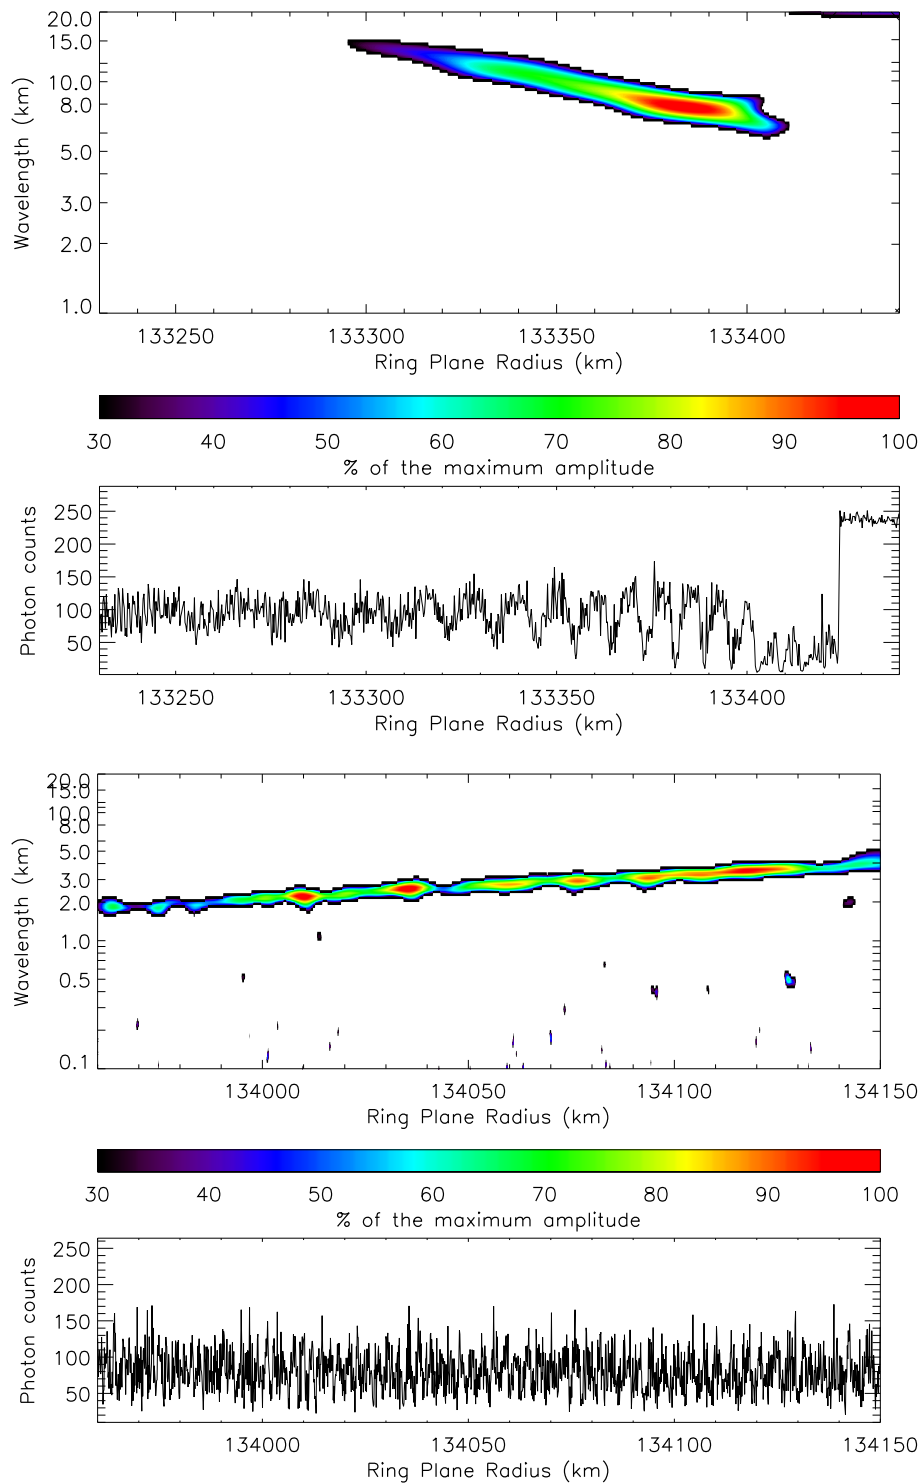 20.0
15.0
10.0
8.0
5.0
3.0
2.0
1.0
Wavelength (km)
133250 133300 133350 133400
Ring Plane Radius (km)
30 40 50 60 70 80 90 100
% of the maximum amplitude
250
200
150
100
50
Photon counts
133250 133300 133350 133400
Ring Plane Radius (km)
20.0
15.0
10.0
8.0
5.0
3.0
2.0
1.0
0.5
0.1
Wavelength (km)
134000 134050 134100 134150
Ring Plane Radius (km)
30 40 50 60 70 80 90 100
% of the maximum amplitude
250
200
150
100
50
Photon counts
134000 134050 134100 134150
Ring Plane Radius (km)